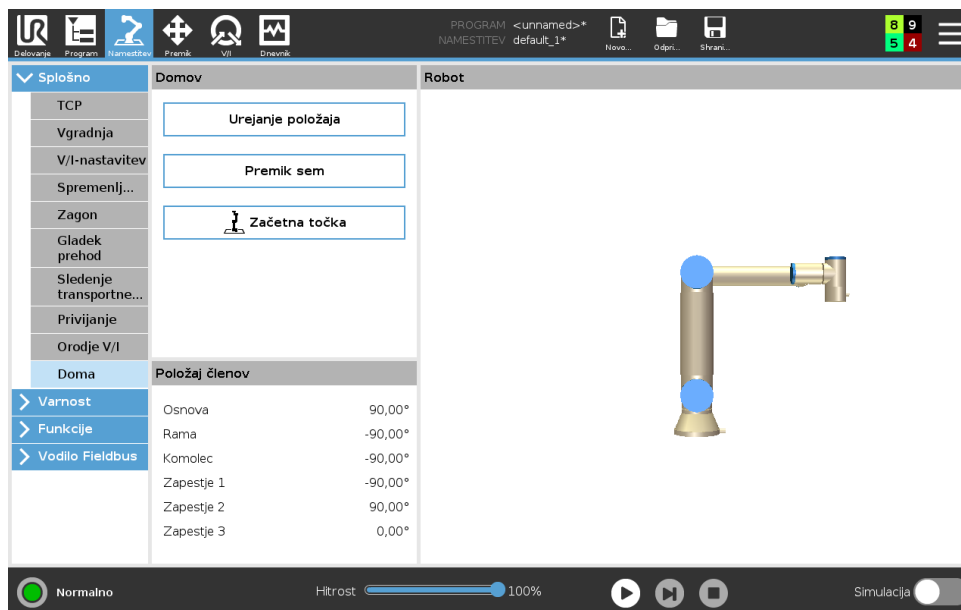 PROGRAM <unnamed>*
NAMESTITEV default_1*
Delovanje Program Namestitev Premik V/I Dnevnik Novo... Odpri... Shrani...
8 9
5 4
Splošno
TCP
Vgradnja
V/I-nastavitev
Spremenlj...
Zagon
Gladek
prehod
Sledenje
transportne...
Privijanje
Orodje V/I
Doma
Varnost
Funkcije
Vodilo Fieldbus
Domov
Urejanje položaja
Premik sem
Začetna točka
Položaj členov
Osnova 90,00°
Rama -90,00°
Komolec -90,00°
Zapestje 1 -90,00°
Zapestje 2 90,00°
Zapestje 3 0,00°
Robot
Normalno
Hitrost 100%
Simulacija